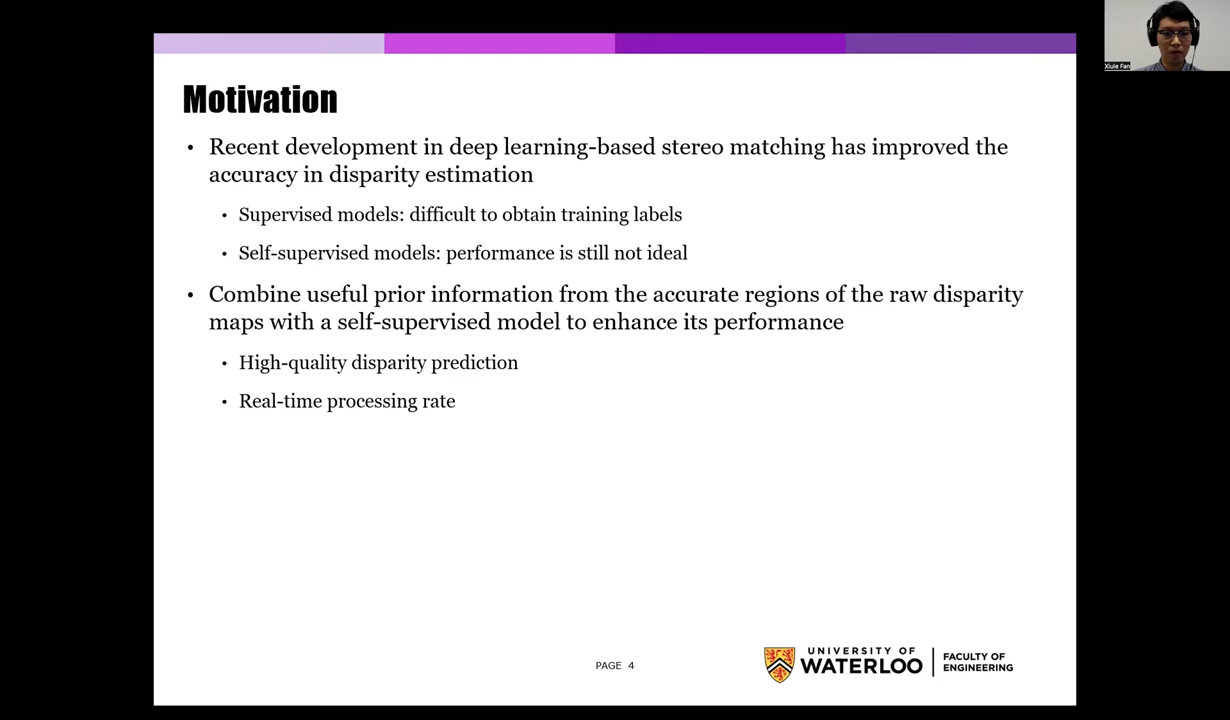 Xiule Fan
Motivation
• Recent development in deep learning-based stereo matching has improved the
accuracy in disparity estimation
• Supervised models: difficult to obtain training labels
• Self-supervised models: performance is still not ideal
• Combine useful prior information from the accurate regions of the raw disparity
maps with a self-supervised model to enhance its performance
• High-quality disparity prediction
• Real-time processing rate
PAGE 4
UNIVERSITY OF
WATERLOO
FACULTY OF
ENGINEERING